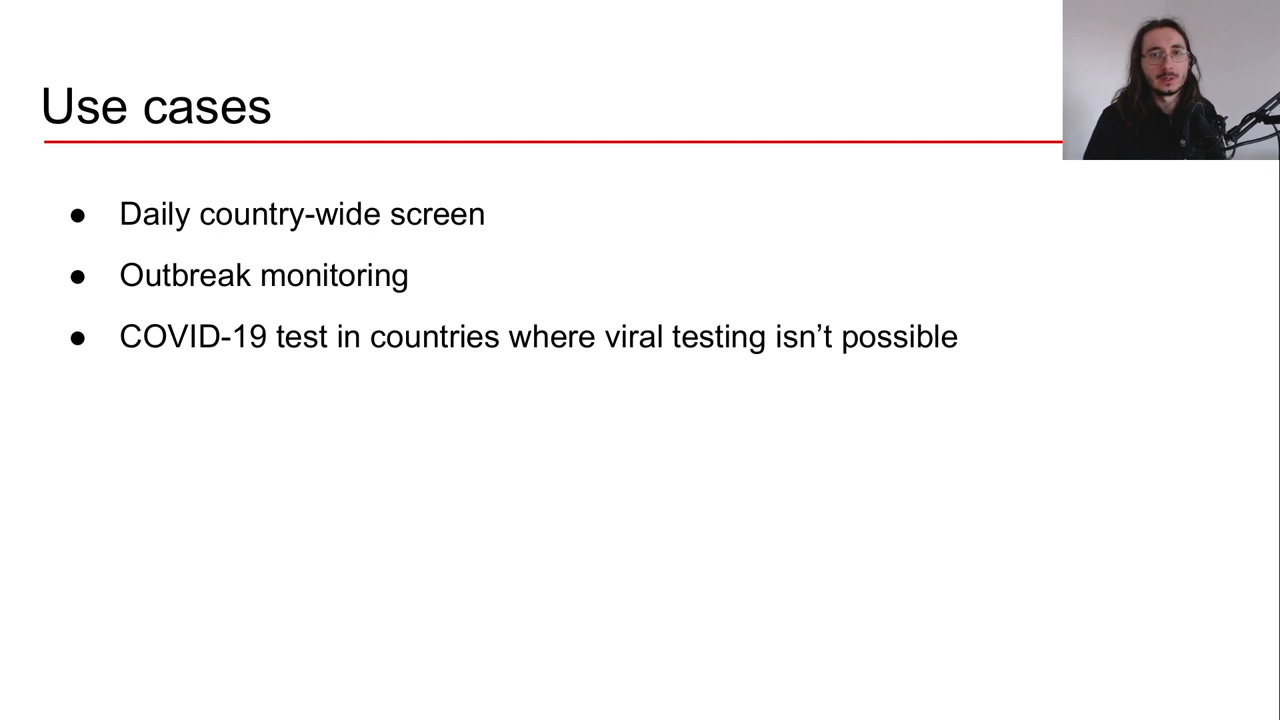 Use cases
● Daily country-wide screen
● Outbreak monitoring
● COVID-19 test in countries where viral testing isn’t possible